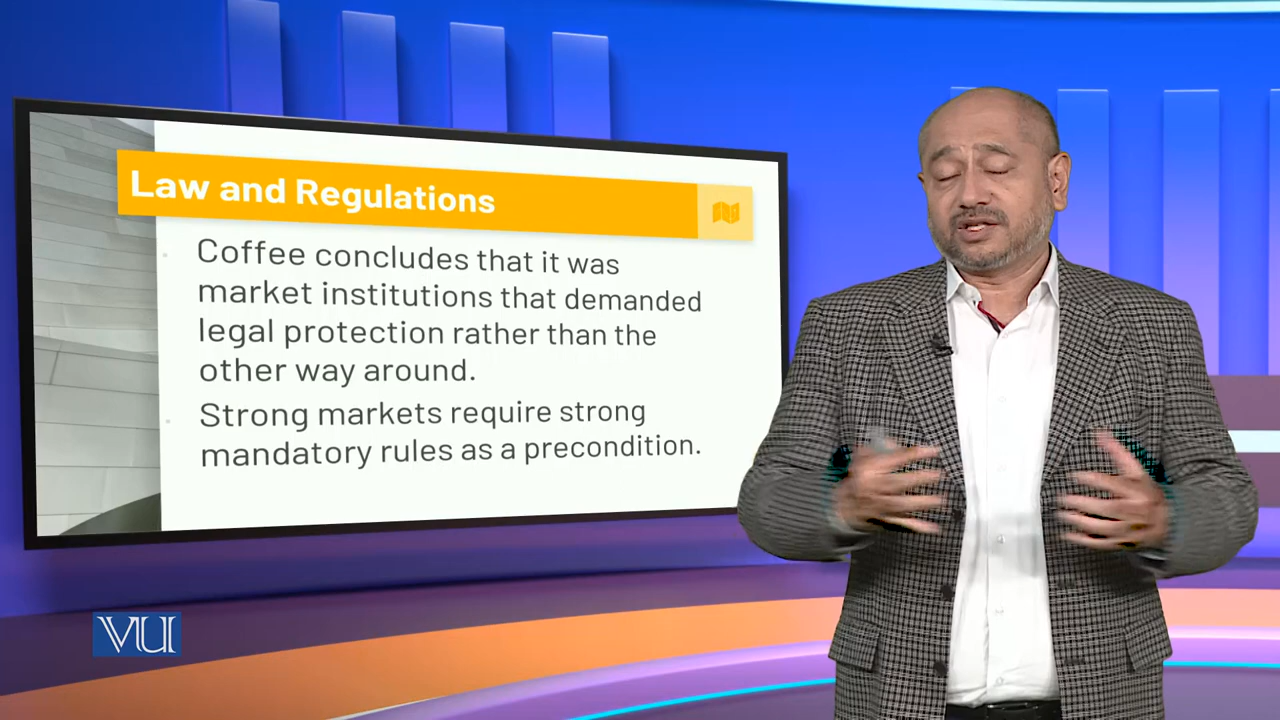 Law and Regulations
Coffee concludes that it was
market institutions that demanded
legal protection rather than the
other way around.
Strong markets require strong
mandatory rules as a precondition.
VU